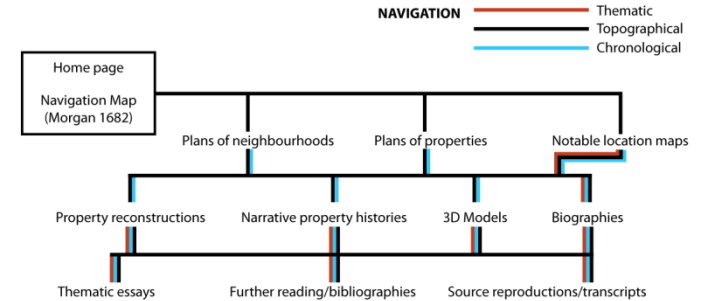 NAVIGATION
Thematic
Topographical
Chronological
Home page
Navigation Map
(Morgan 1682)
Plans of neighbourhoods
Plans of properties
Notable location maps
Property reconstructions
Narrative property histories
3D Models
Biographies
Thematic essays
Further reading/bibliographies
Source reproductions/transcripts